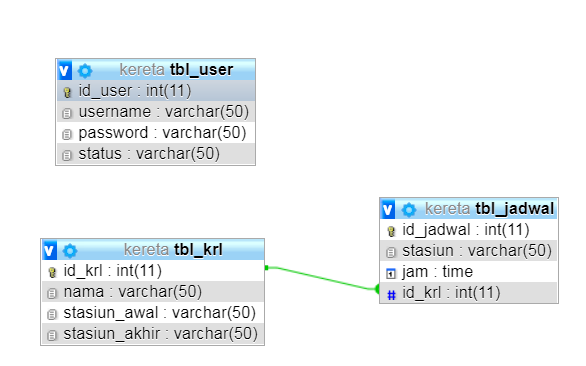 kereta tbl_user
id_user : int(11)
username : varchar(50)
password : varchar(50)
status : varchar(50)
kereta tbl_krl
id_krl : int(11)
nama : varchar(50)
stasiun_awal : varchar(50)
stasiun_akhir : varchar(50)
kereta tbl_jadwal
id_jadwal : int(11)
stasiun : varchar(50)
jam : time
# id_krl : int(11)